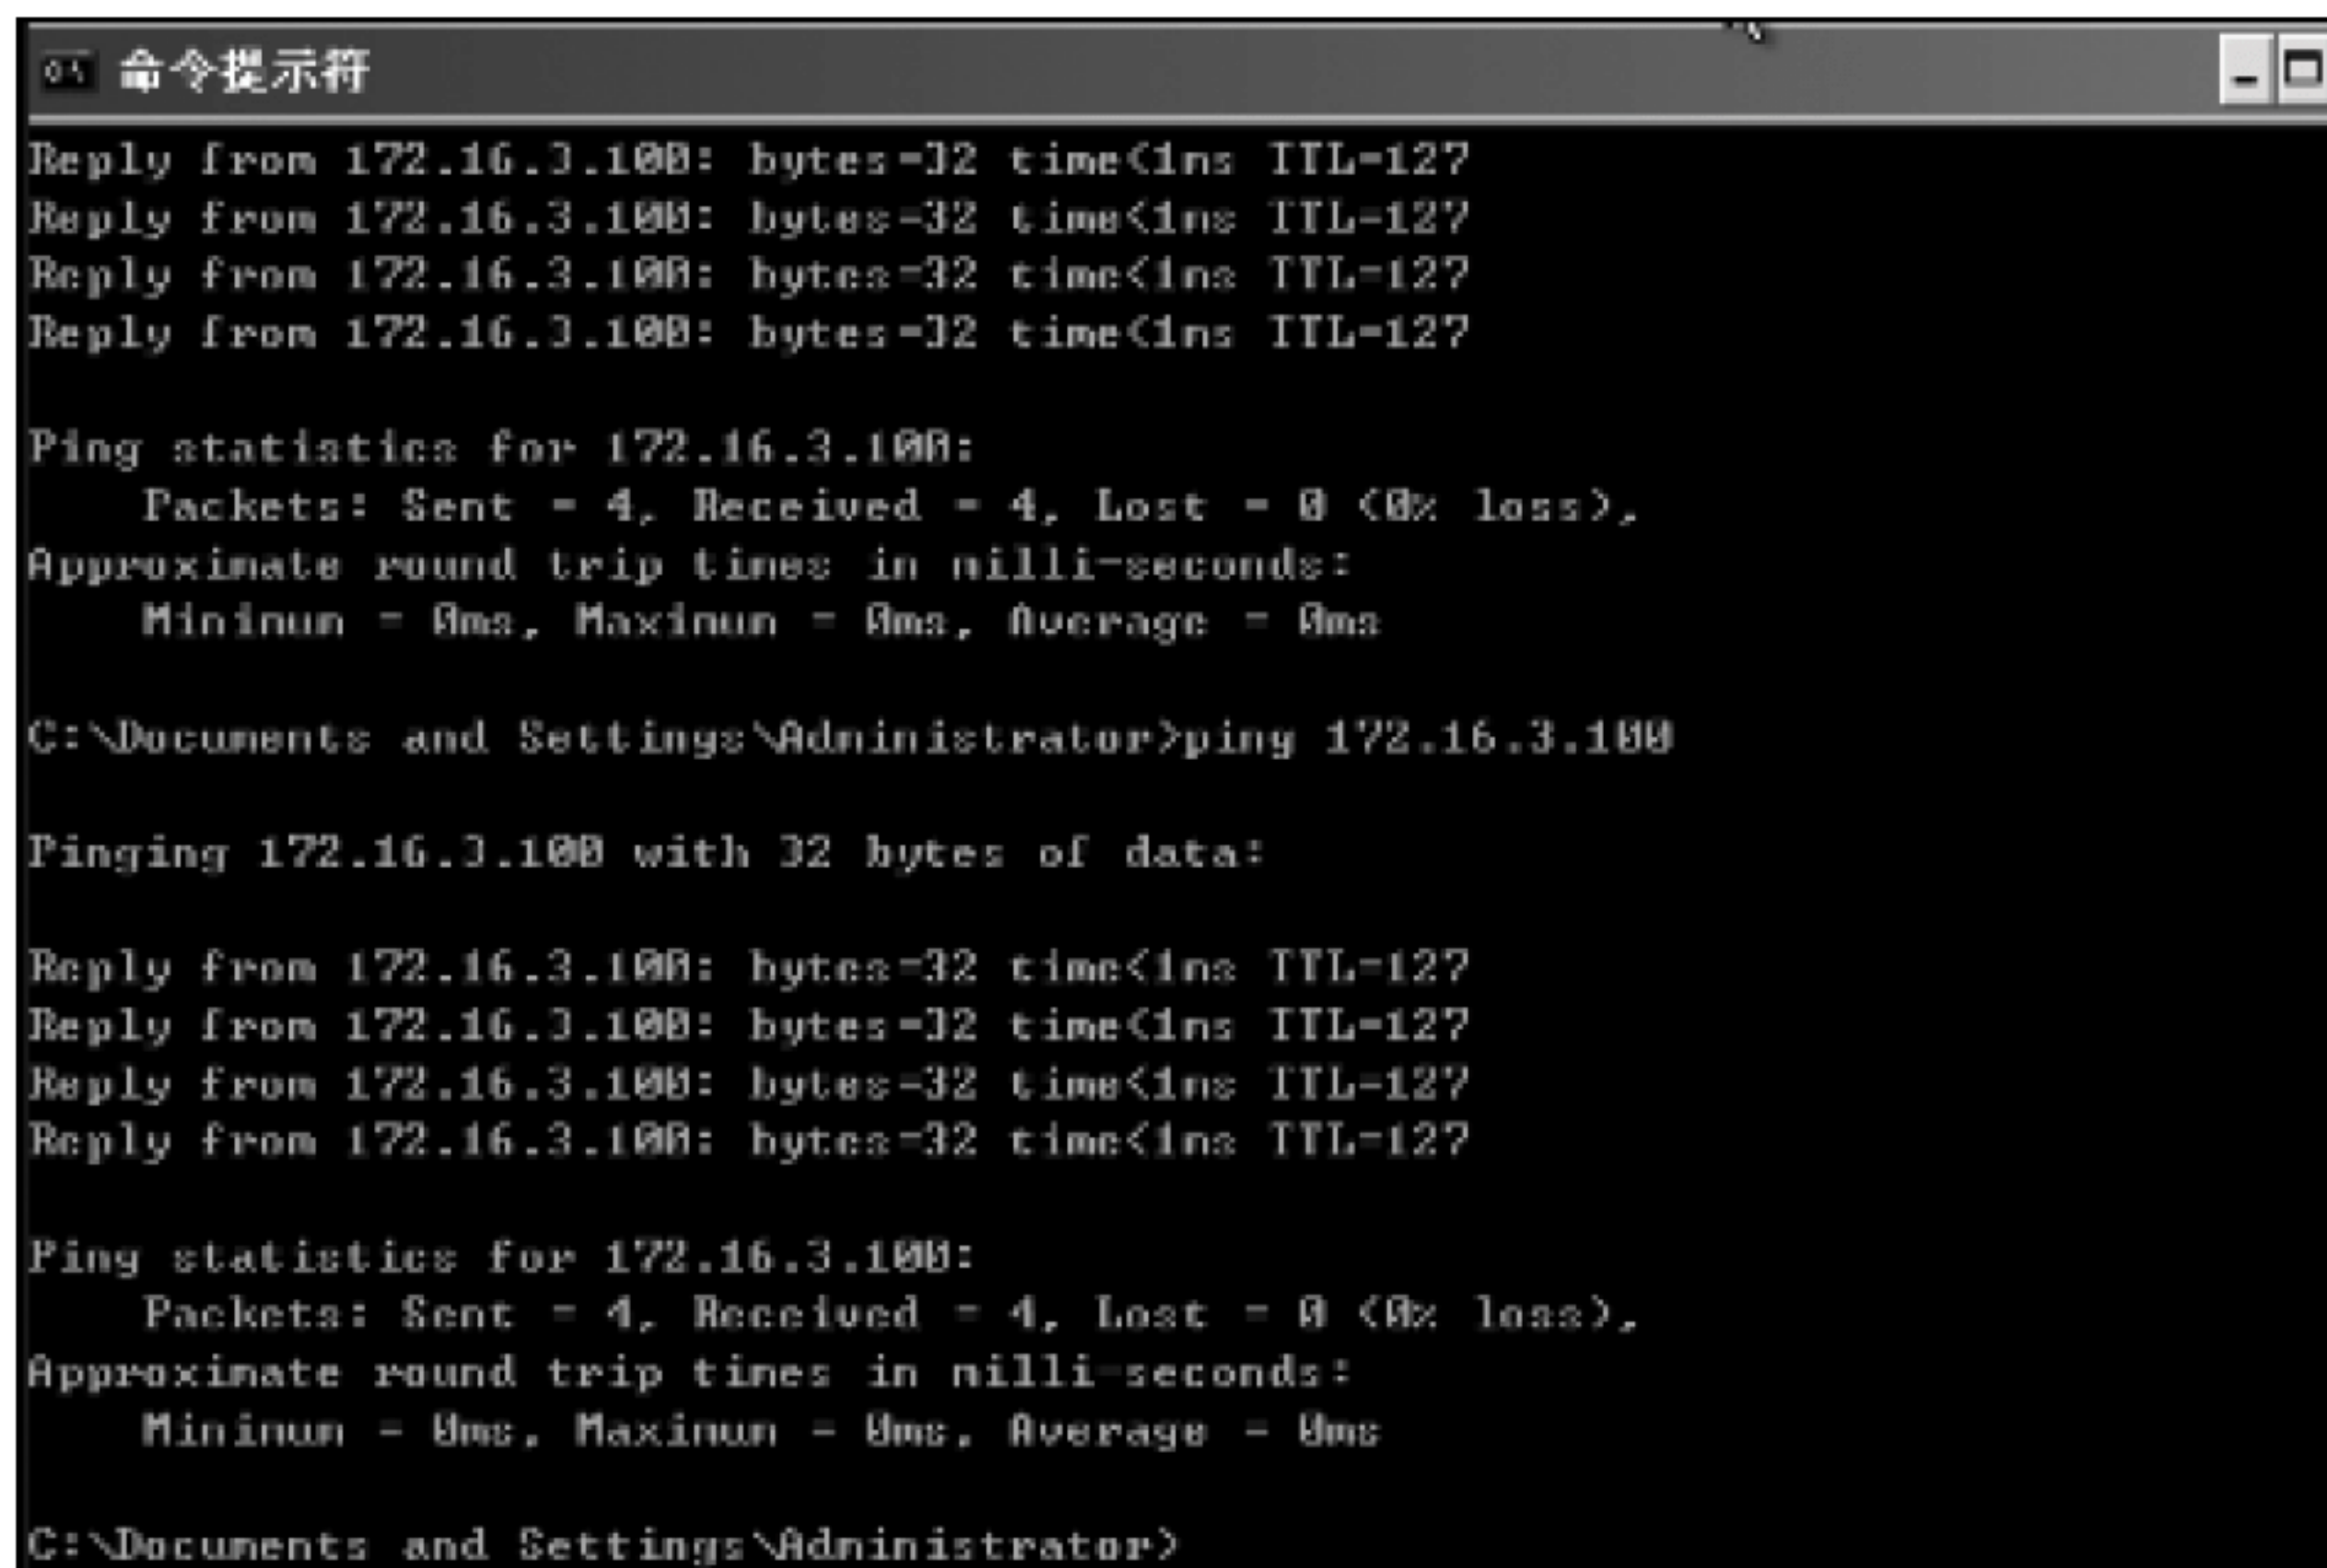 命令提示符
Reply from 172.16.3.100: bytes=32 time<1ms TTL=127
Reply from 172.16.3.100: bytes=32 time<1ms TTL=127
Reply from 172.16.3.100: bytes=32 time<1ms TTL=127
Reply from 172.16.3.100: bytes=32 time<1ms TTL=127
Ping statistics for 172.16.3.100:
Packets: Sent = 4, Received = 4, Lost = 0 (0% loss),
Approximate round trip times in milli-seconds:
Minimum = 0ms, Maximum = 0ms, Average = 0ms
C:\Documents and Settings\Administrator>ping 172.16.3.100
Pinging 172.16.3.100 with 32 bytes of data:
Reply from 172.16.3.100: bytes=32 time<1ms TTL=127
Reply from 172.16.3.100: bytes=32 time<1ms TTL=127
Reply from 172.16.3.100: bytes=32 time<1ms TTL=127
Reply from 172.16.3.100: bytes=32 time<1ms TTL=127
Ping statistics for 172.16.3.100:
Packets: Sent = 4, Received = 4, Lost = 0 (0% loss),
Approximate round trip times in milli-seconds:
Minimum = 0ms, Maximum = 0ms, Average = 0ms
C:\Documents and Settings\Administrator>